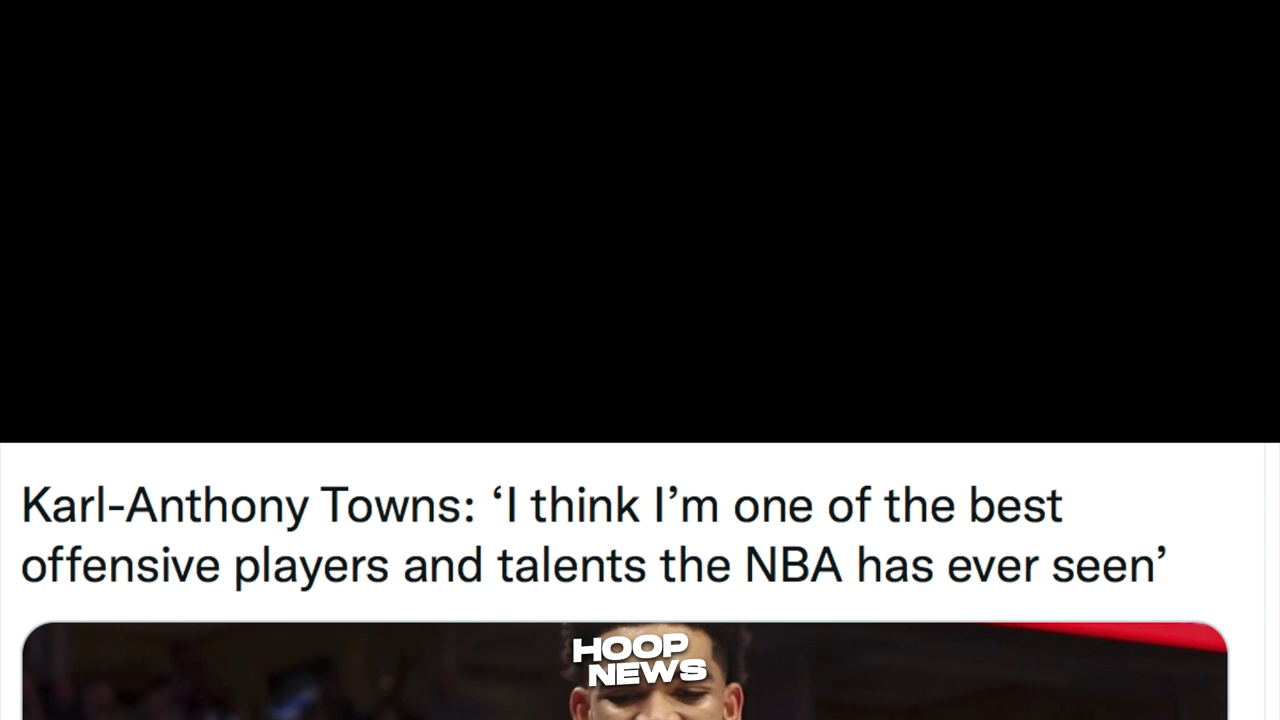 Karl-Anthony Towns: ‘I think I’m one of the best
offensive players and talents the NBA has ever seen’
HOOP
NEWS